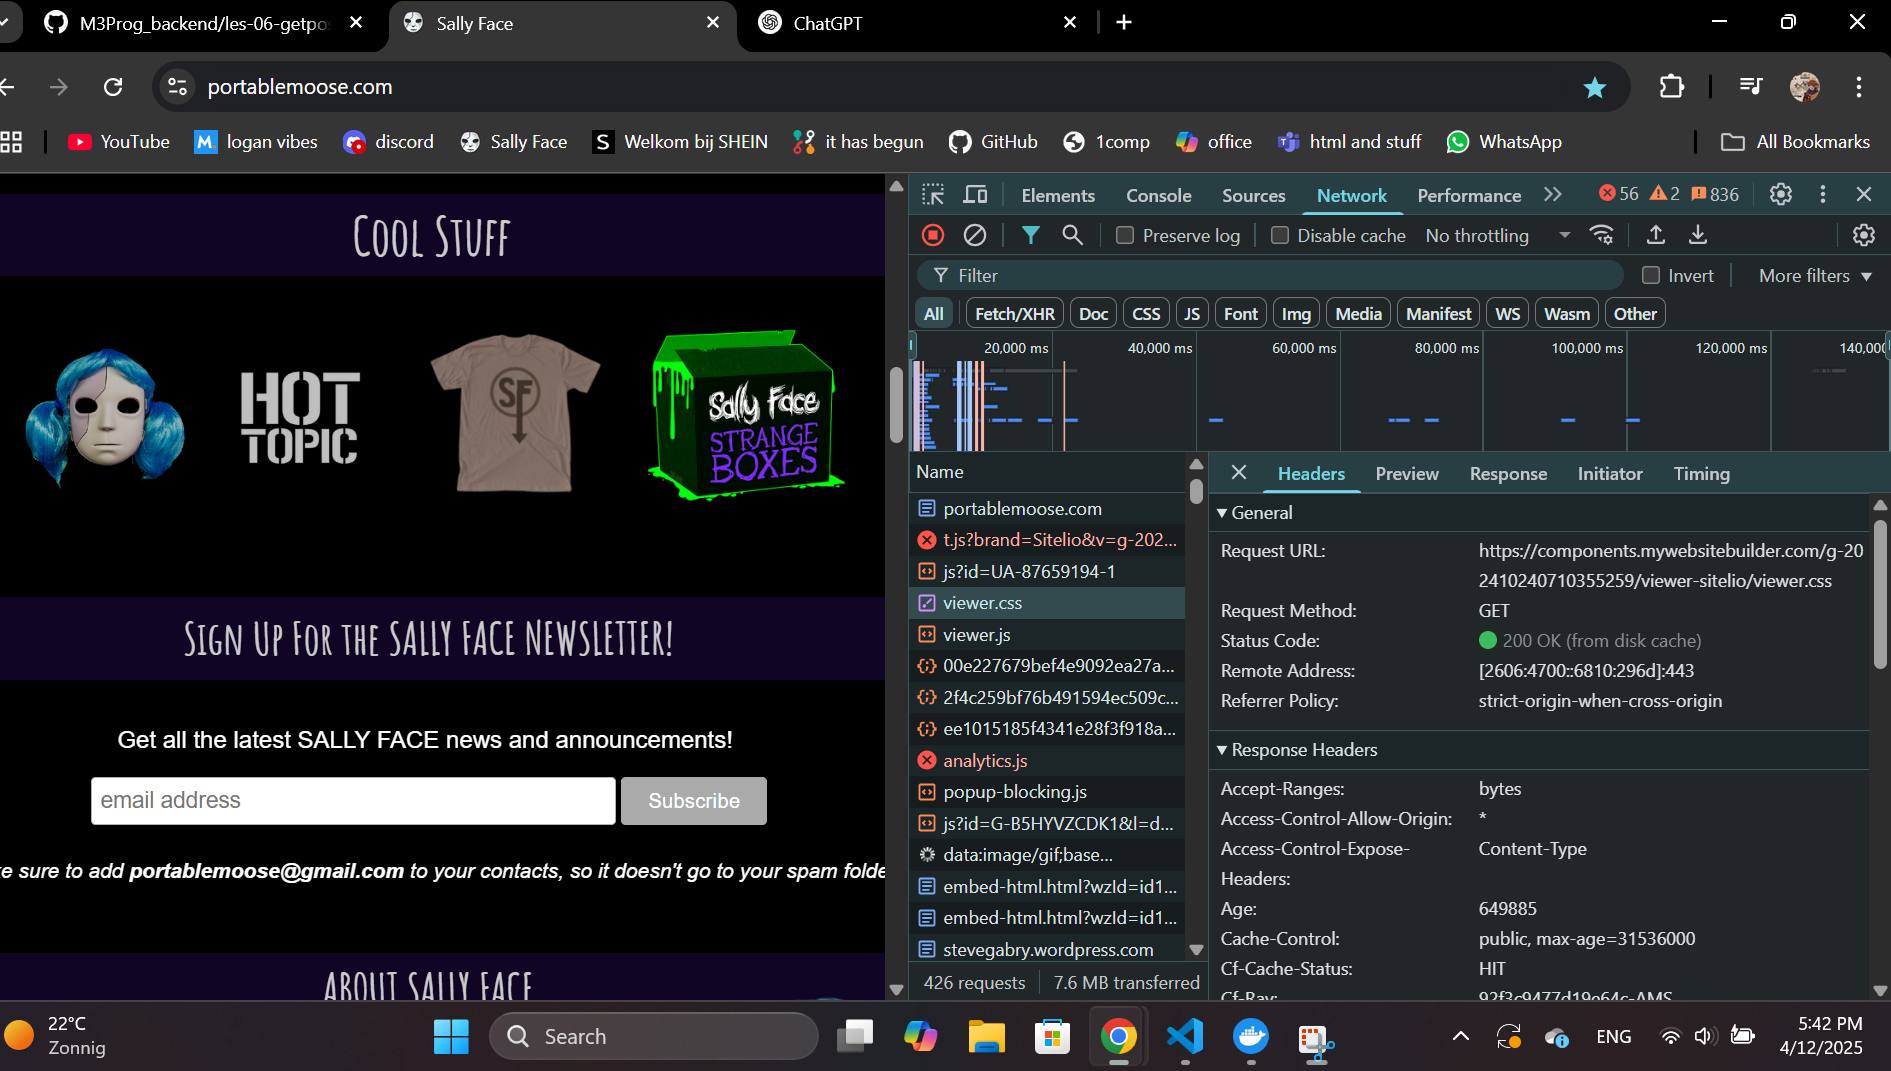 M3Prog_backend/les-06-getpo
Sally Face
ChatGPT
portablemoose.com
YouTube
logan vibes
discord
Sally Face
Welkom bij SHEIN
it has begun
GitHub
1comp
office
html and stuff
WhatsApp
All Bookmarks
Cool Stuff
HOT
TOPIC
SF
Sally Face
STRANGE
BOXES
Sign Up For the SALLY FACE NEWSLETTER!
Get all the latest SALLY FACE news and announcements!
email address
Subscribe
ke sure to add portablemoose@gmail.com to your contacts, so it doesn't go to your spam folde
ABOUT SALLY FACE
Elements
Console
Sources
Network
Performance
56
2
836
Preserve log
Disable cache
No throttling
Filter
Invert
More filters
All
Fetch/XHR
Doc
CSS
JS
Font
Img
Media
Manifest
WS
Wasm
Other
20,000 ms
40,000 ms
60,000 ms
80,000 ms
100,000 ms
120,000 ms
140,00
Name
portablemoose.com
t.js?brand=Sitelio&v=g-202...
js?id=UA-87659194-1
viewer.css
viewer.js
00e227679bef4e9092ea27a...
2f4c259bf76b491594ec509c...
ee1015185f4341e28f3f918a...
analytics.js
popup-blocking.js
js?id=G-B5HYVZCDK1&l=d...
data:image/gif;base...
embed-html.html?wzId=id1...
embed-html.html?wzId=id1...
stevegabry.wordpress.com
426 requests
7.6 MB transferred
Headers
Preview
Response
Initiator
Timing
General
Request URL:
https://components.mywebsitebuilder.com/g-20
2410240710355259/viewer-sitelio/viewer.css
Request Method:
GET
Status Code:
200 OK (from disk cache)
Remote Address:
[2606:4700::6810:296d]:443
Referrer Policy:
strict-origin-when-cross-origin
Response Headers
Accept-Ranges:
bytes
Access-Control-Allow-Origin:
*
Access-Control-Expose-
Headers:
Content-Type
Age:
649885
Cache-Control:
public, max-age=31536000
Cf-Cache-Status:
HIT
Cf-Ray:
92f3c9477d19e64c-AMS
22°C
Zonnig
Search
ENG
5:42 PM
4/12/2025